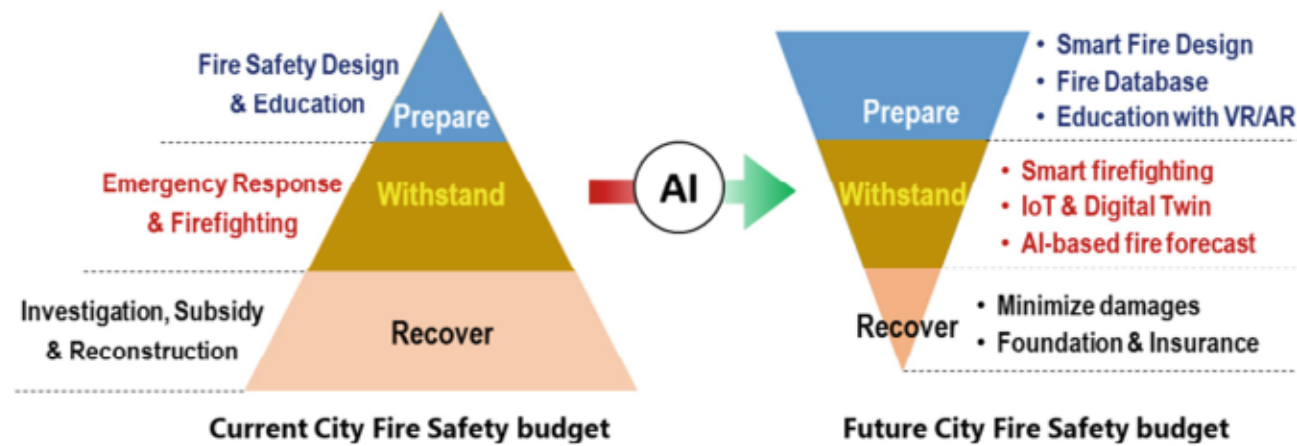 Fire Safety Design
& Education
Prepare
Emergency Response
& Firefighting
Withstand
Investigation, Subsidy
& Reconstruction
Recover
Current City Fire Safety budget
AI
Prepare
• Smart Fire Design
• Fire Database
• Education with VR/AR
Withstand
• Smart firefighting
• IoT & Digital Twin
• AI-based fire forecast
Recover
• Minimize damages
• Foundation & Insurance
Future City Fire Safety budget